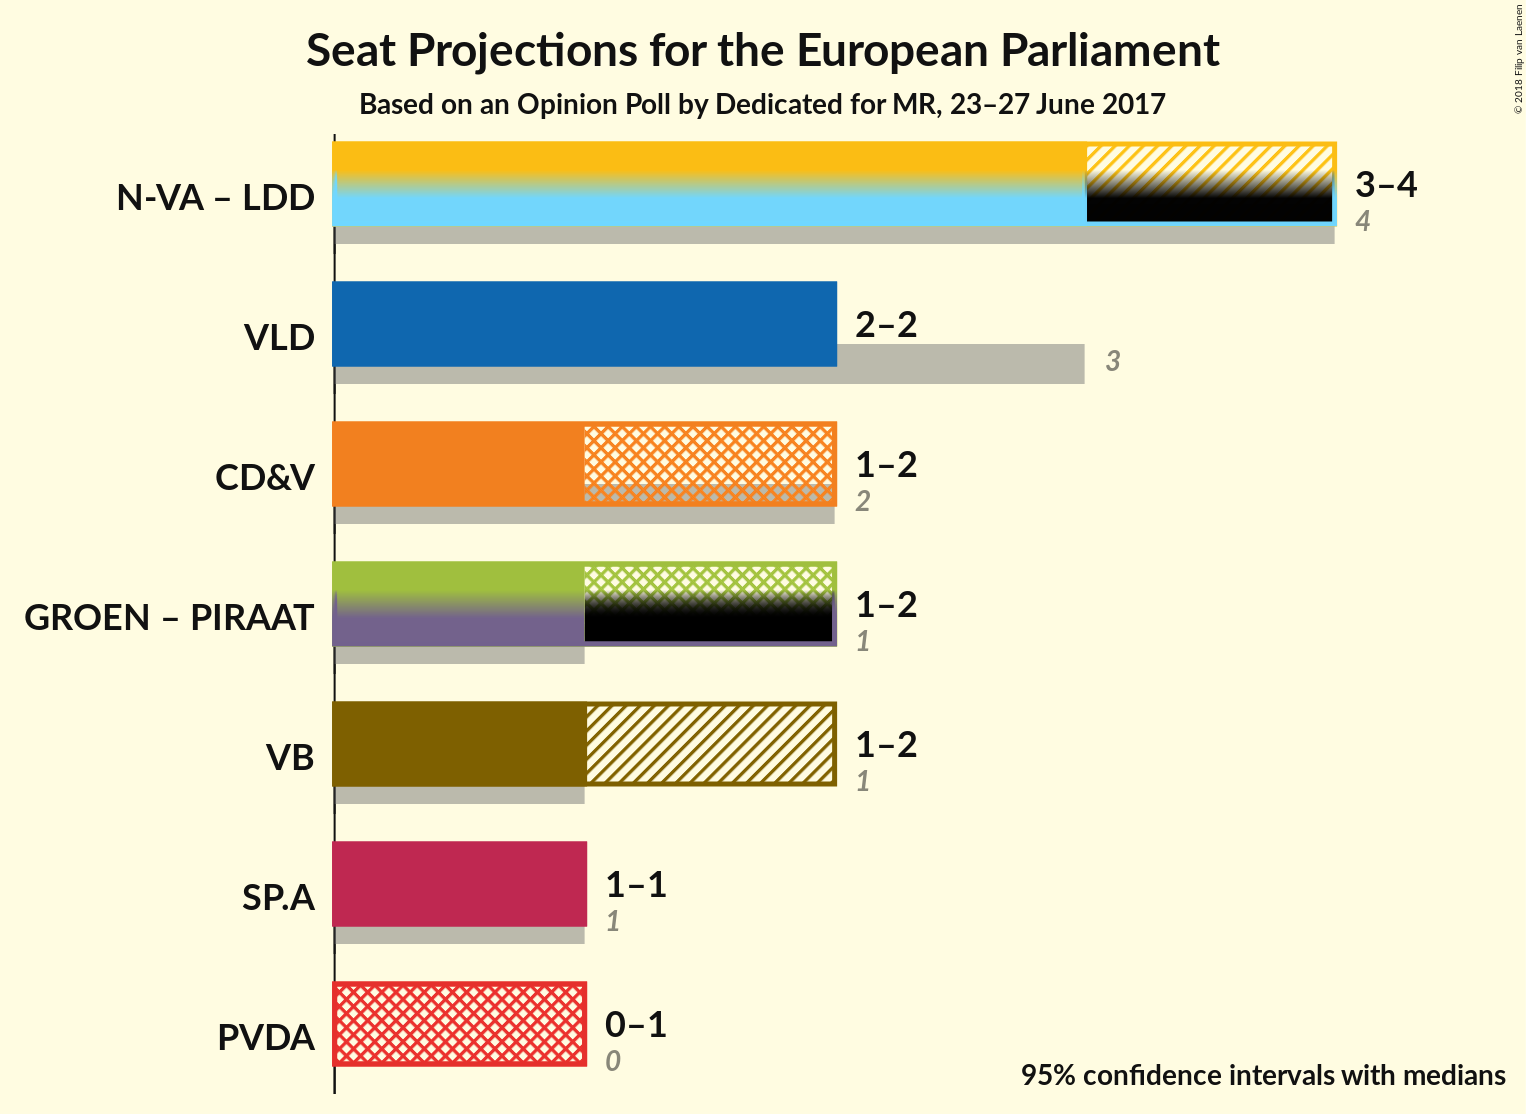 Seat Projections for the European Parliament
Based on an Opinion Poll by Dedicated for MR, 23–27 June 2017
© 2018 Filip van Laenen
N-VA – LDD
3–4
4
VLD
2–2
3
CD&V
1–2
2
GROEN – PIRAAT
1–2
1
VB
1–2
1
SP.A
1–1
1
PVDA
0–1
0
95% confidence intervals with medians